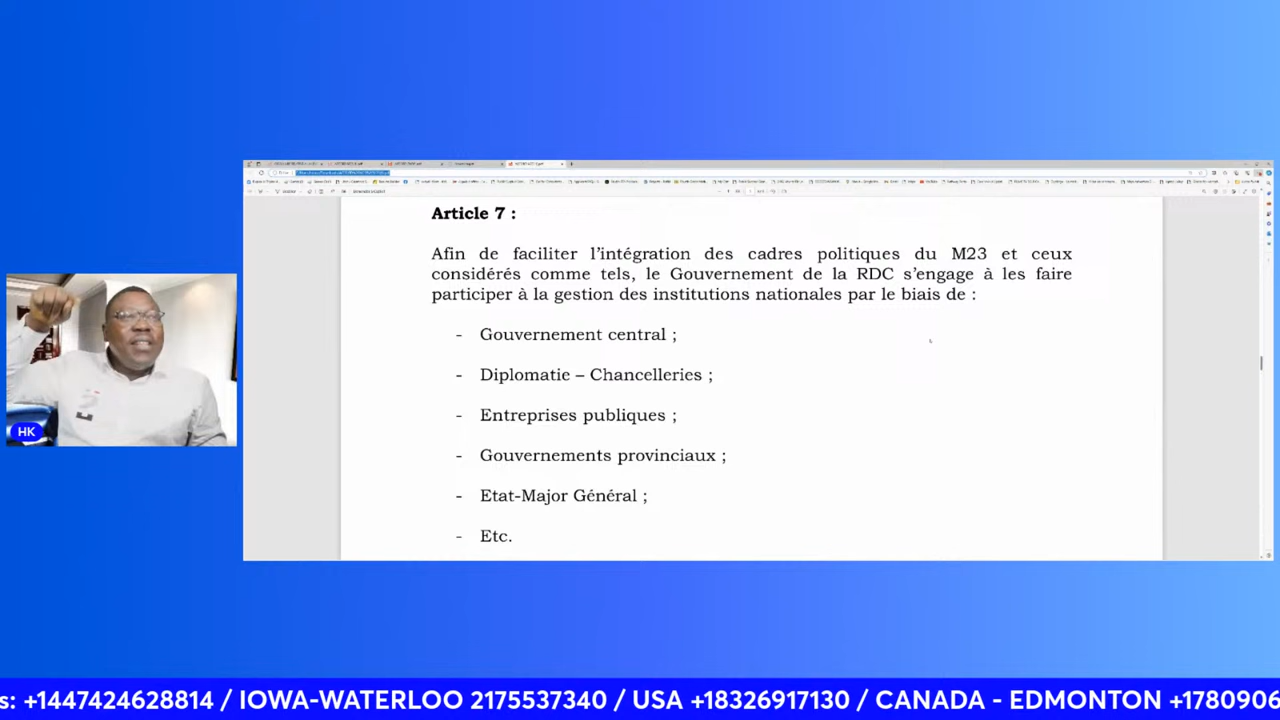 Article 7 :
Afin de faciliter l'intégration des cadres politiques du M23 et ceux
considérés comme tels, le Gouvernement de la RDC s'engage à les faire
participer à la gestion des institutions nationales par le biais de :
- Gouvernement central ;
- Diplomatie – Chancelleries ;
- Entreprises publiques ;
- Gouvernements provinciaux ;
- Etat-Major Général ;
- Etc.
HK
s: +1447424628814 / IOWA-WATERLOO 2175537340 / USA +18326917130 / CANADA - EDMONTON +1780906